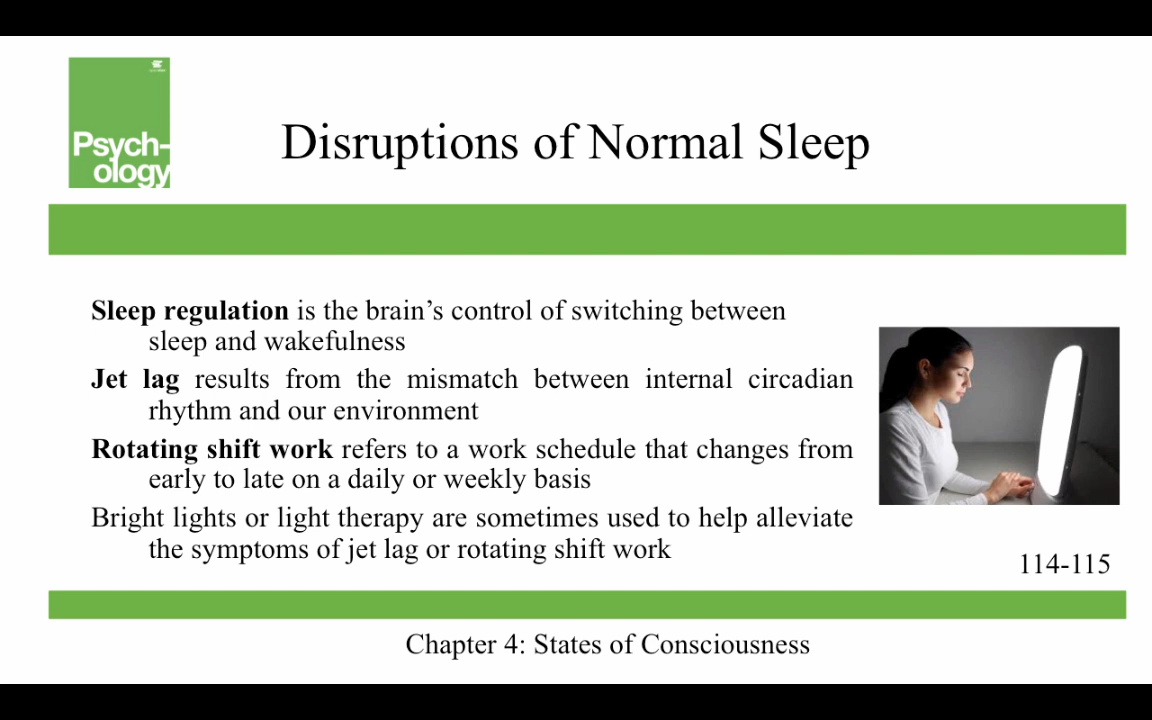 Psych-
ology
Disruptions of Normal Sleep
Sleep regulation is the brain’s control of switching between
sleep and wakefulness
Jet lag results from the mismatch between internal circadian
rhythm and our environment
Rotating shift work refers to a work schedule that changes from
early to late on a daily or weekly basis
Bright lights or light therapy are sometimes used to help alleviate
the symptoms of jet lag or rotating shift work
114-115
Chapter 4: States of Consciousness